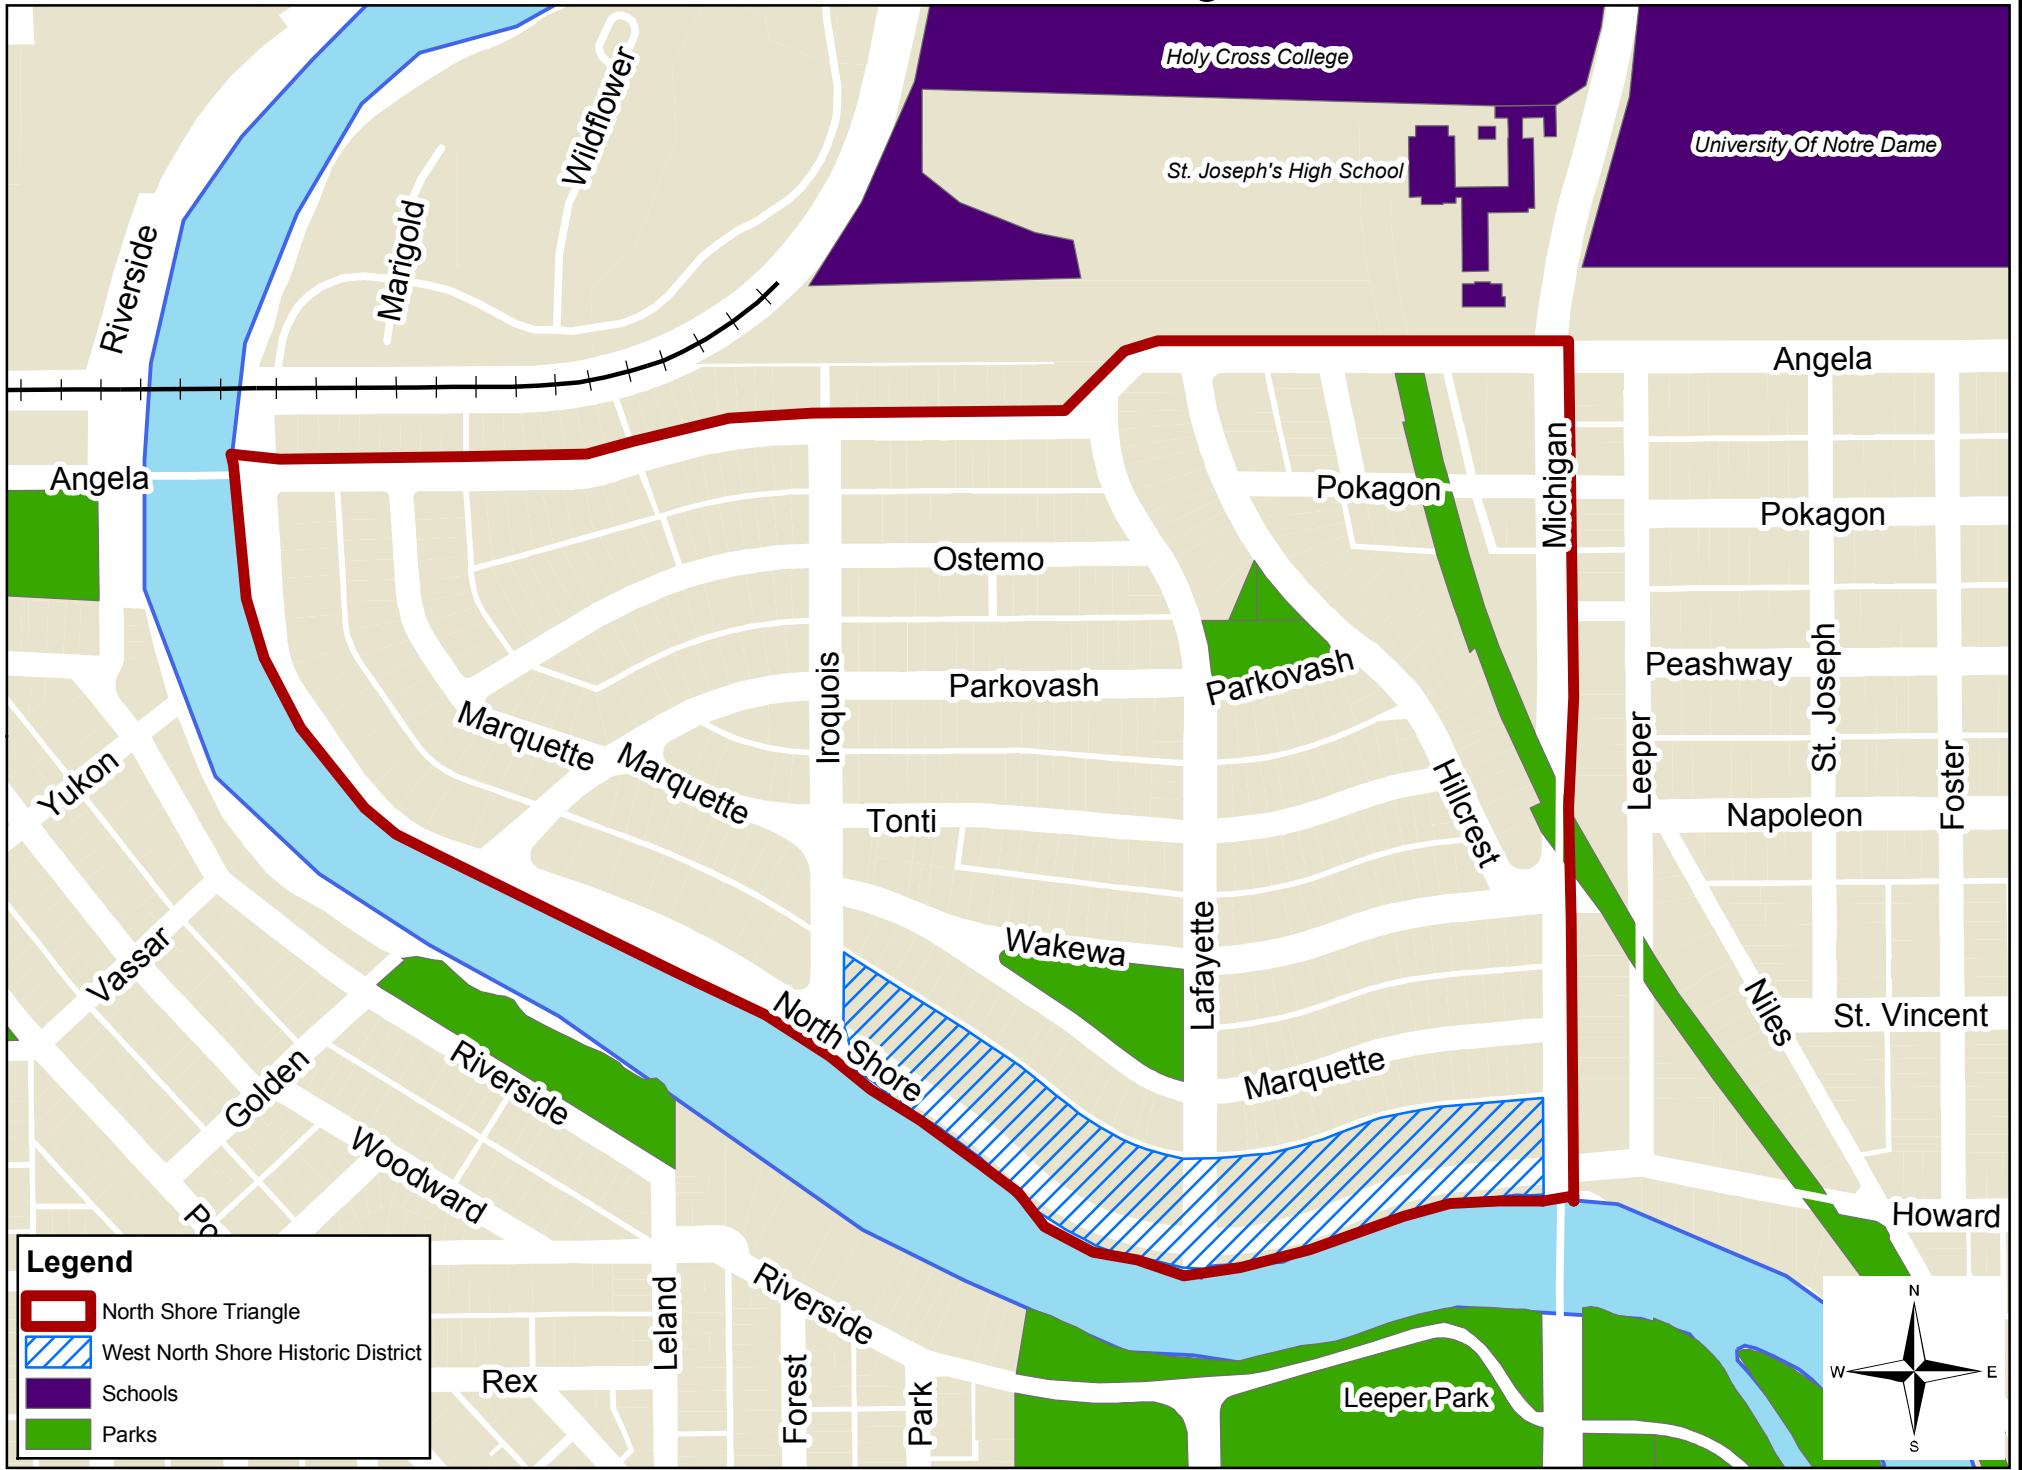 Holy Cross College
University Of Notre Dame
St. Joseph's High School
Wildflower
Marigold
Riverside
Angela
Angela
Michigan
Pokagon
Pokagon
Ostemo
Peashway
St. Joseph
Parkovash
Parkovash
Iroquois
Marquette
Marquette
Yukon
Leeper
Foster
Hillcrest
Tonti
Napoleon
Lafayette
Wakewa
Vassar
North Shore
Niles
St. Vincent
Golden
Riverside
Marquette
Woodward
Po
Howard
Leland
Riverside
Rex
Forest
Park
Leeper Park
Legend
North Shore Triangle
West North Shore Historic District
Schools
Parks
N
W
E
S